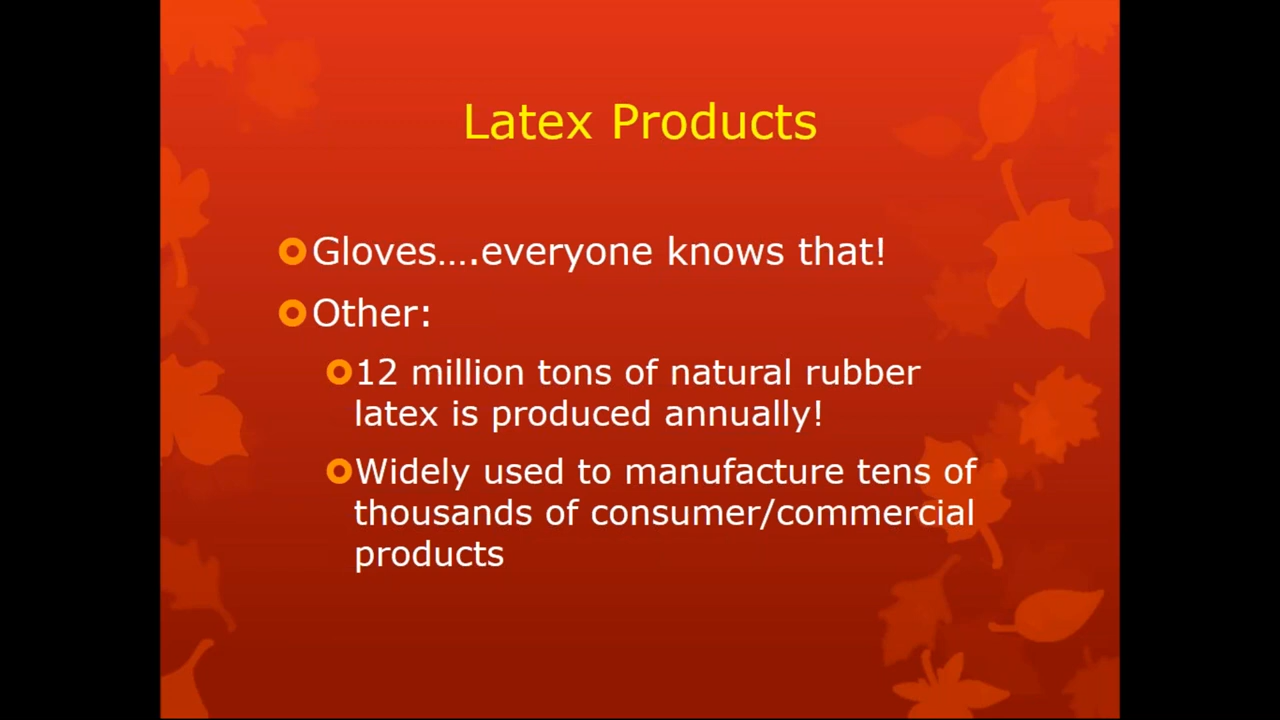 Latex Products
Gloves….everyone knows that!
Other:
12 million tons of natural rubber
latex is produced annually!
Widely used to manufacture tens of
thousands of consumer/commercial
products